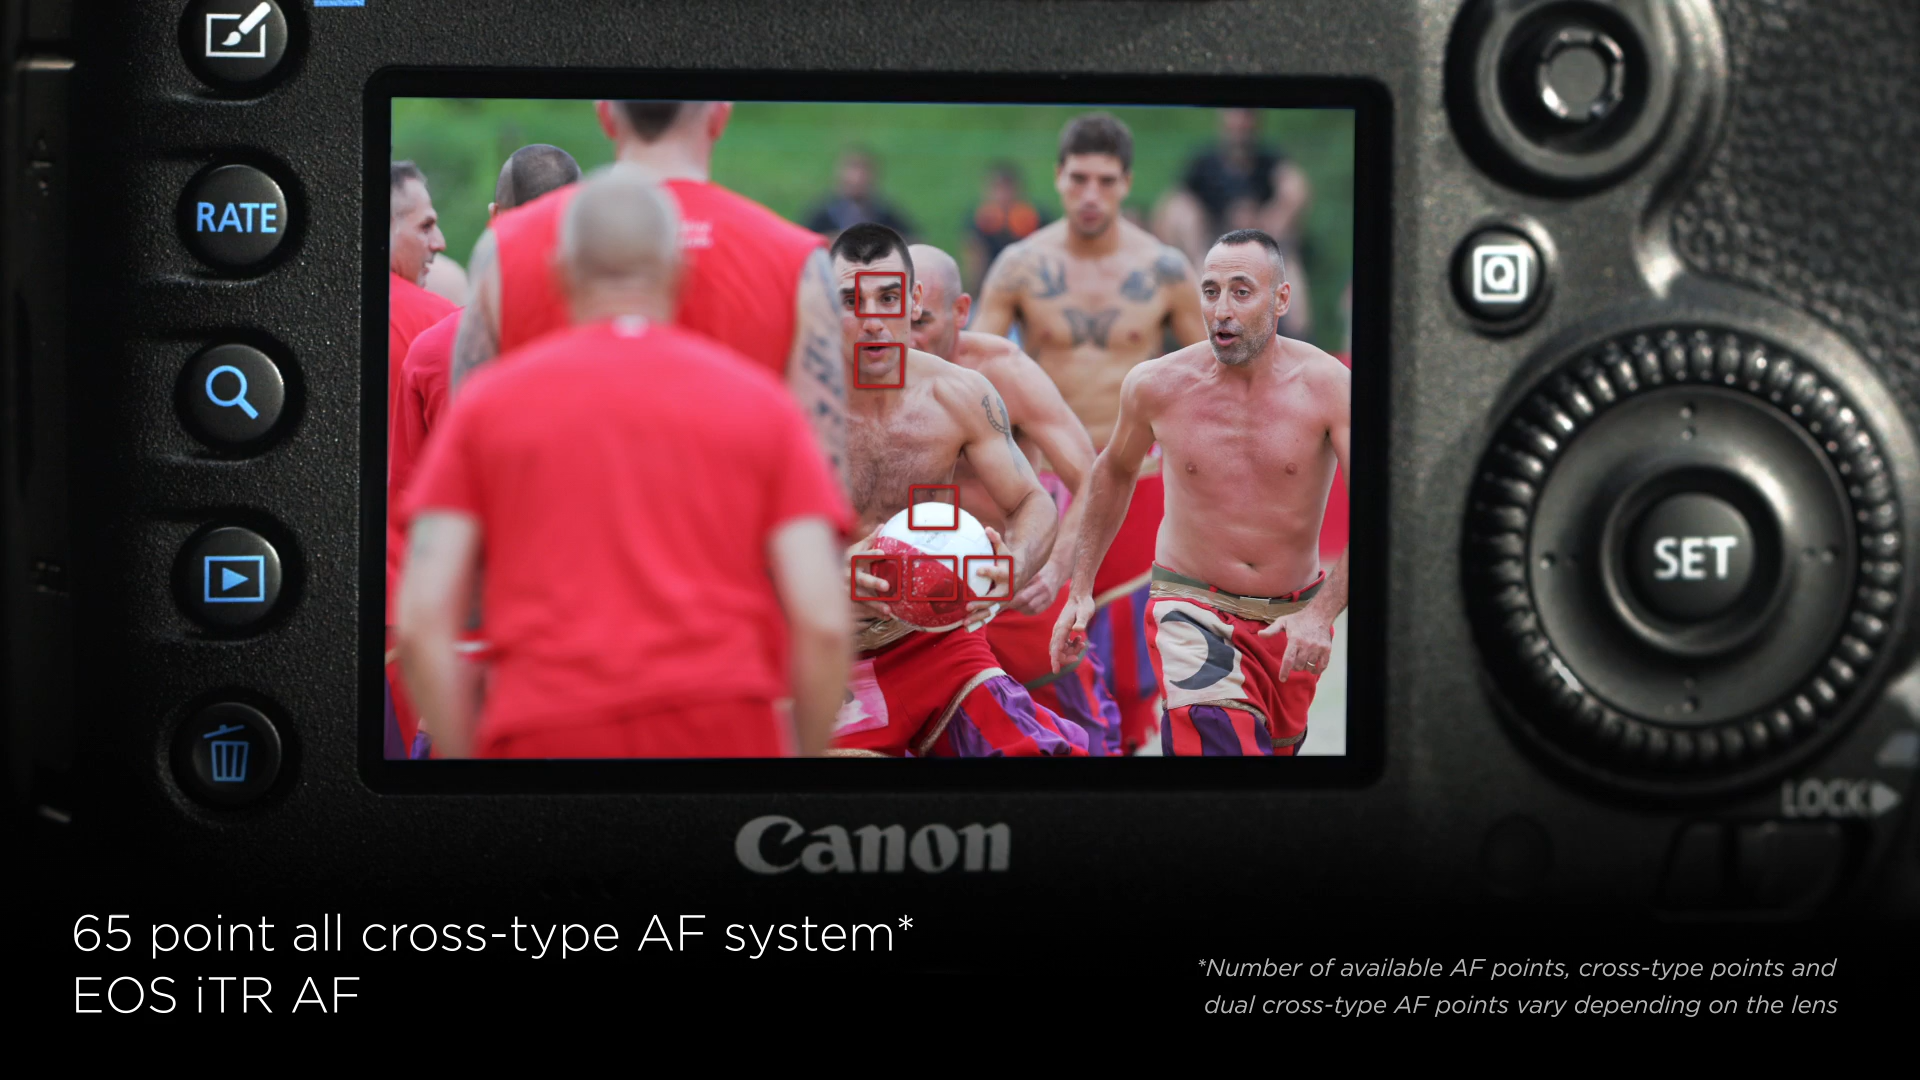 RATE
Q
SET
LOCK
Canon
65 point all cross-type AF system*
EOS iTR AF
*Number of available AF points, cross-type points and
dual cross-type AF points vary depending on the lens